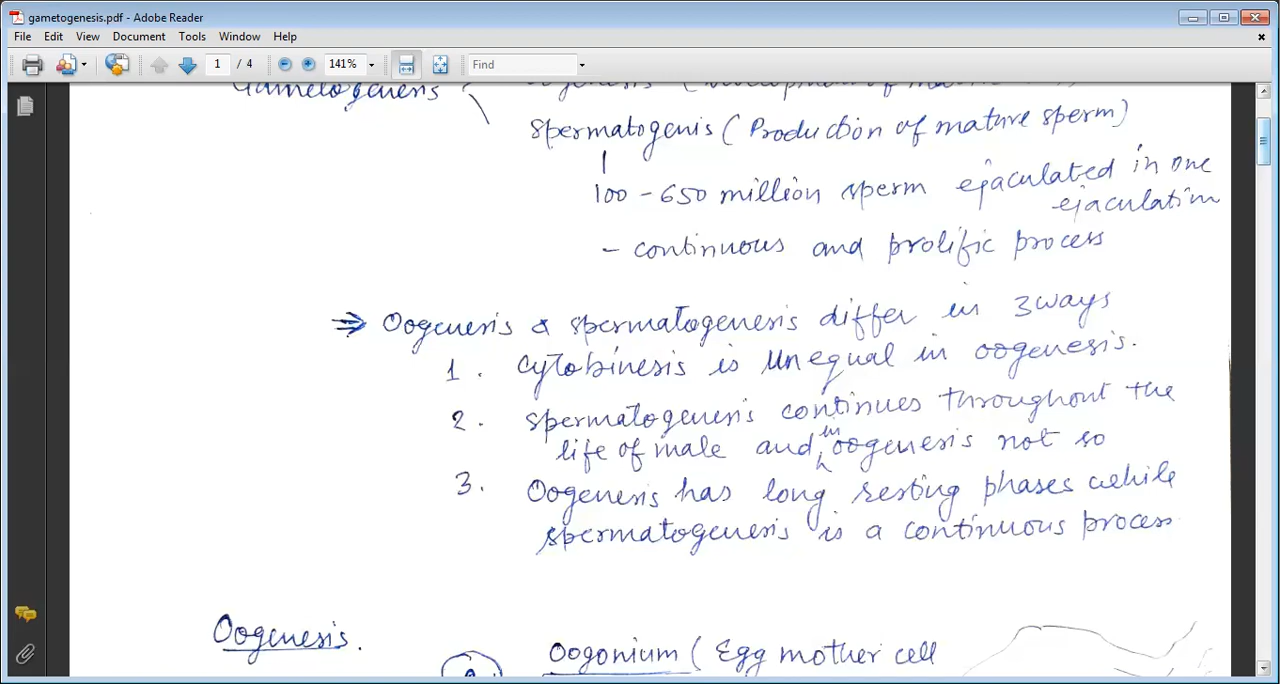 gametogenesis.pdf - Adobe Reader
File Edit View Document Tools Window Help
1 / 4 141% Find
Gametogenesis
spermatogenis (Production of mature sperm)
100 - 650 million sperm ejaculated in one
ejaculation
- continuous and prolific process
⇒ Oogenesis & spermatogenesis differ in 3 ways
1. Cytokinesis is Unequal in oogenesis.
2. spermatogenesis continues throughout the
life of male and in oogenesis not so
3. Oogenesis has long resting phases while
spermatogenesis is a continuous process
Oogenesis.
Oogonium ( Egg mother cell